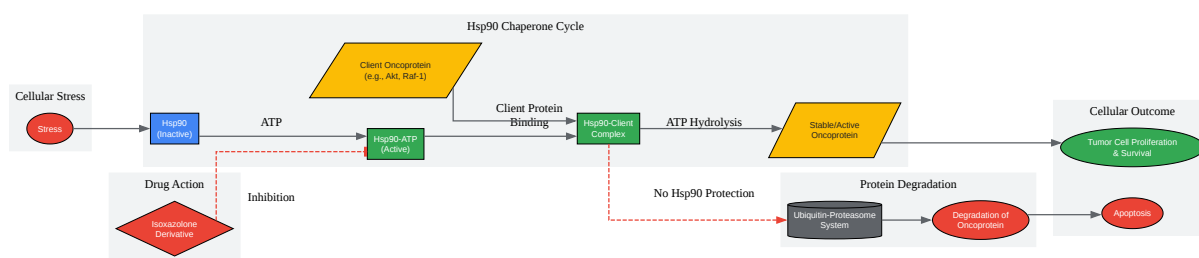 Hsp90 Chaperone Cycle
Client Oncoprotein
(e.g., Akt, Raf-1)
Cellular Stress
Stress
Hsp90
(Inactive)
ATP
Hsp90-ATP
(Active)
Client Protein
Binding
Hsp90-Client
Complex
ATP Hydrolysis
Stable/Active
Oncoprotein
Cellular Outcome
Tumor Cell Proliferation
& Survival
Drug Action
Isoxazolone
Derivative
Inhibition
No Hsp90 Protection
Protein Degradation
Ubiquitin-Proteasome
System
Degradation of
Oncoprotein
Apoptosis